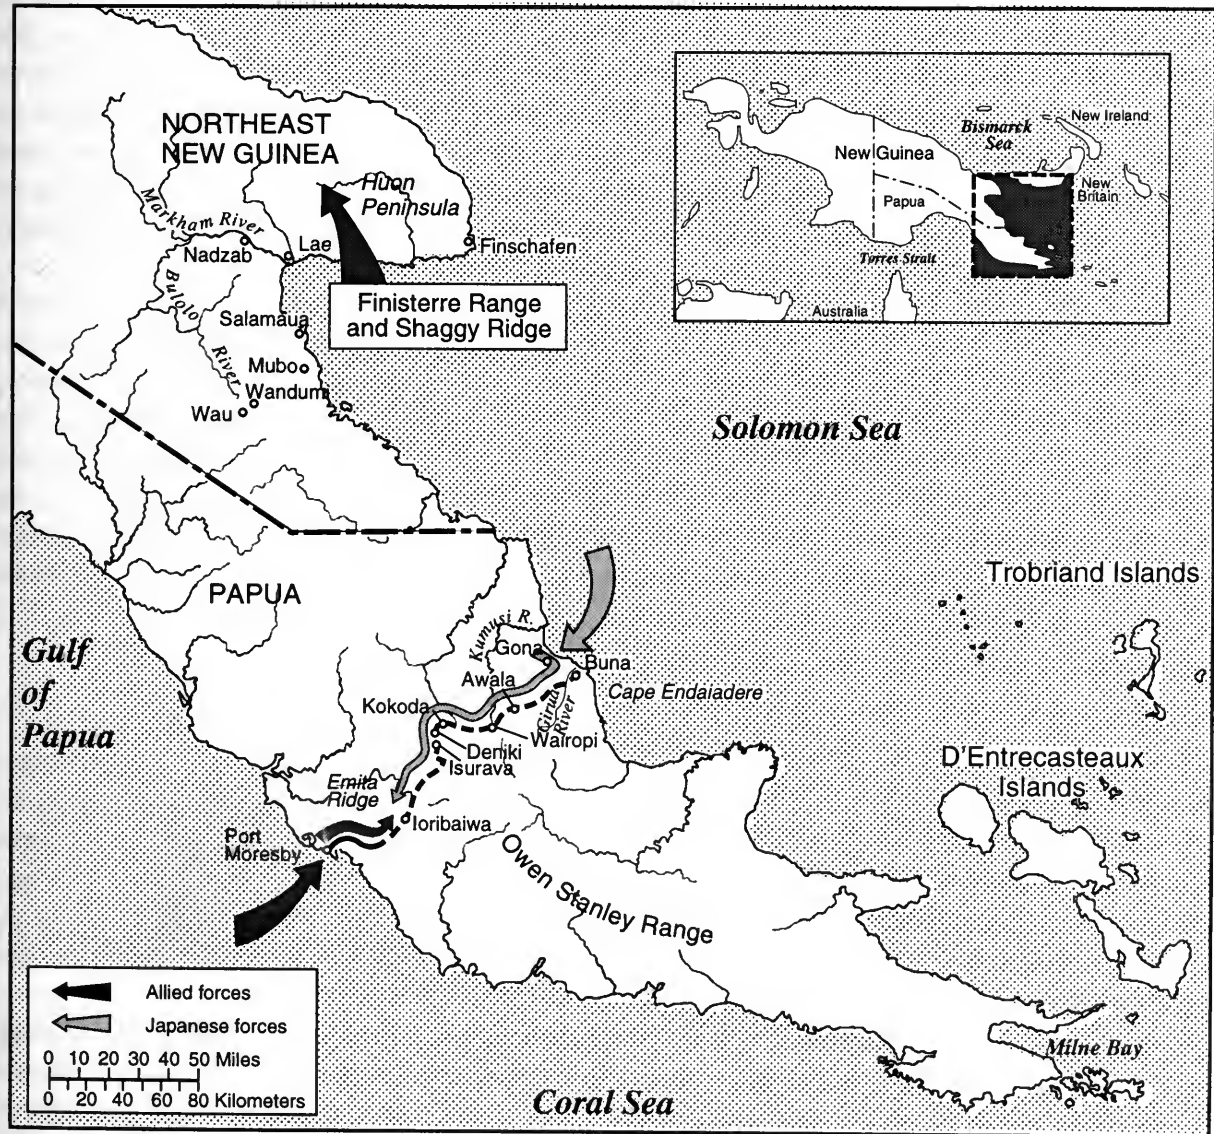 NORTHEAST
NEW GUINEA
Huon
Peninsula
Markham River
Nadzab
Lae
Finschafen
Bulolo
River
Finisterre Range
and Shaggy Ridge
Salamaua
Mubo
Wandumi
Wau
Bismarck
Sea
New Ireland
New Guinea
New
Britain
Papua
Torres Strait
Australia
Solomon Sea
PAPUA
Trobriand Islands
Gulf
of
Papua
Kumusi R.
Gona
Buna
Awala
Cape Endaiadere
Kokoda
Girua
River
Wairopi
Deniki
Isurava
D'Entrecasteaux
Islands
Emita
Ridge
Ioribaiwa
Port
Moresby
Owen Stanley Range
Allied forces
Japanese forces
0 10 20 30 40 50 Miles
0 20 40 60 80 Kilometers
Milne Bay
Coral Sea